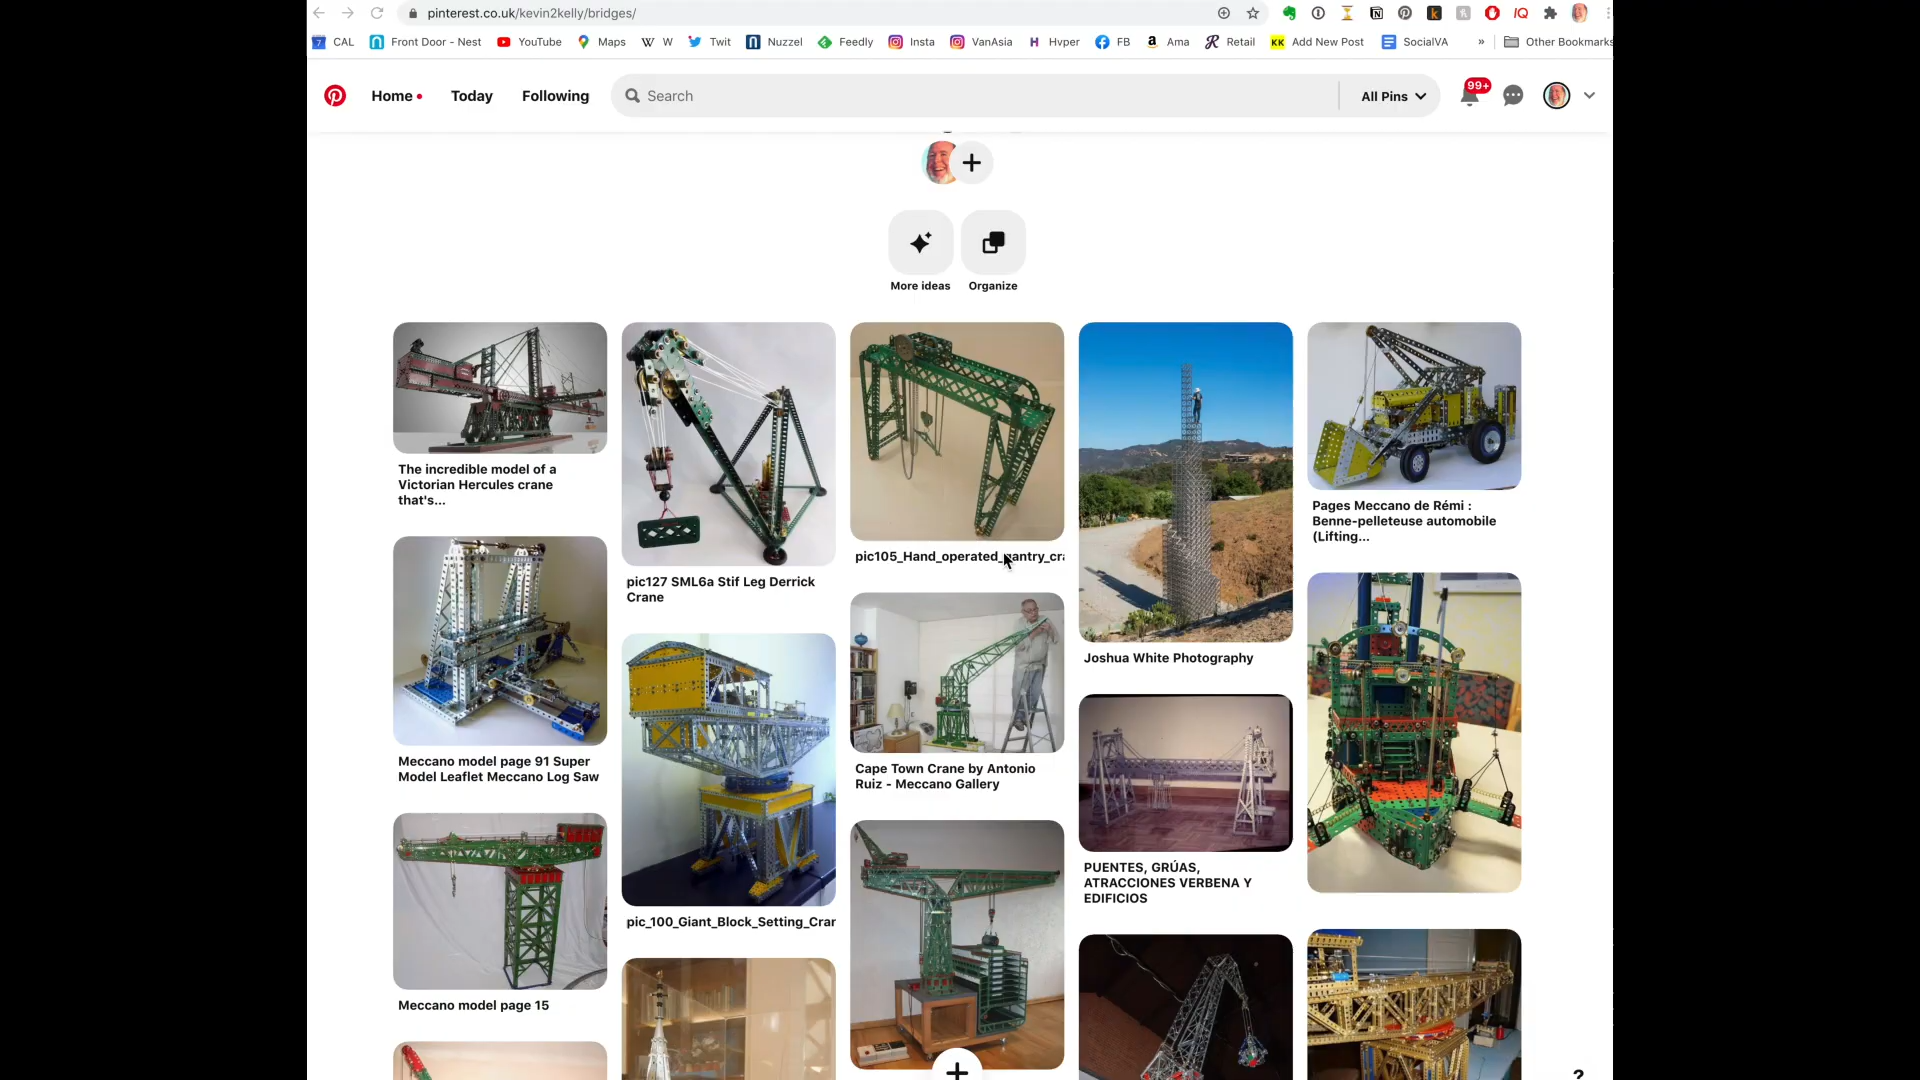 pinterest.co.uk/kevin2kelly/bridges/
7 CAL Front Door - Nest YouTube Maps W W Twit Nuzzel Feedly Insta VanAsia H Hvper FB a Ama Retail KK Add New Post SocialVA » Other Bookmarks
Home Today Following Search All Pins 99+
More ideas Organize
The incredible model of a
Victorian Hercules crane
that's...
Meccano model page 91 Super
Model Leaflet Meccano Log Saw
Meccano model page 15
pic127 SML6a Stif Leg Derrick
Crane
pic_100_Giant_Block_Setting_Crar
pic105_Hand_operated_gantry_cra
Cape Town Crane by Antonio
Ruiz - Meccano Gallery
Joshua White Photography
PUENTES, GRÚAS,
ATRACCIONES VERBENA Y
EDIFICIOS
Pages Meccano de Rémi :
Benne-pelleteuse automobile
(Lifting...
?